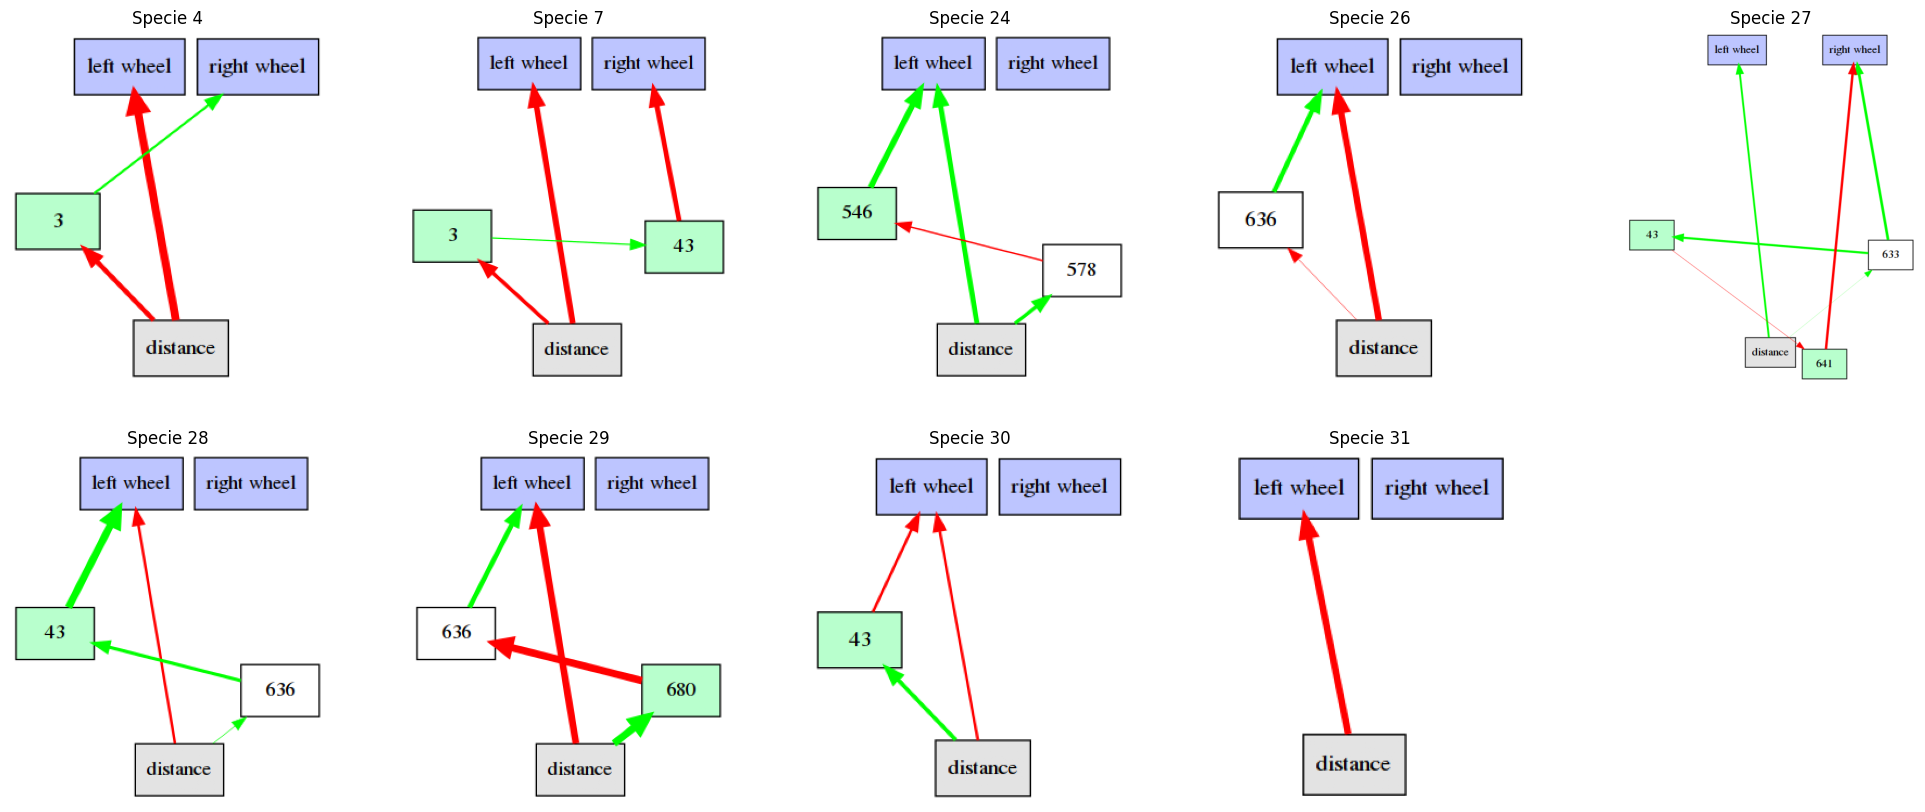 Specie 4
left wheel
right wheel
3
distance
Specie 7
left wheel
right wheel
3
43
distance
Specie 24
left wheel
right wheel
546
578
distance
Specie 26
left wheel
right wheel
636
distance
Specie 27
left wheel
right wheel
43
633
distance
641
Specie 28
left wheel
right wheel
43
636
distance
Specie 29
left wheel
right wheel
636
680
distance
Specie 30
left wheel
right wheel
43
distance
Specie 31
left wheel
right wheel
distance